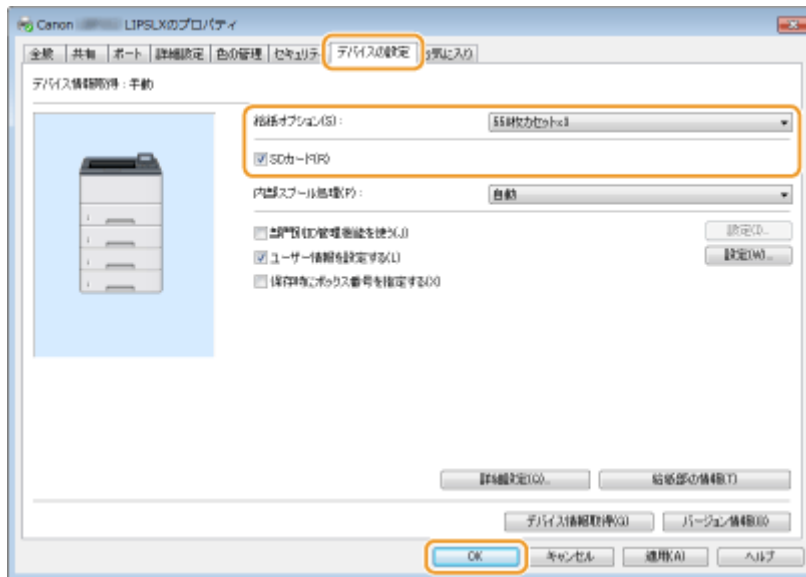 Canon LIPSLXのプロパティ
全般 共有 ポート 詳細設定 色の管理 セキュリティ デバイスの設定 お気に入り
デバイス情報取得：手動
給紙オプション(S)： 550枚カセットx3
SDカード(R)
内部スプール処理(P)： 自動
部門別ID管理機能を使う(J) 設定(I)...
ユーザー情報を設定する(L) 設定(W)...
保存時にボックス番号を指定する(X)
詳細設定(G)... 給紙部の情報(T)
デバイス情報取得(Q) バージョン情報(B)
OK キャンセル 適用(A) ヘルプ